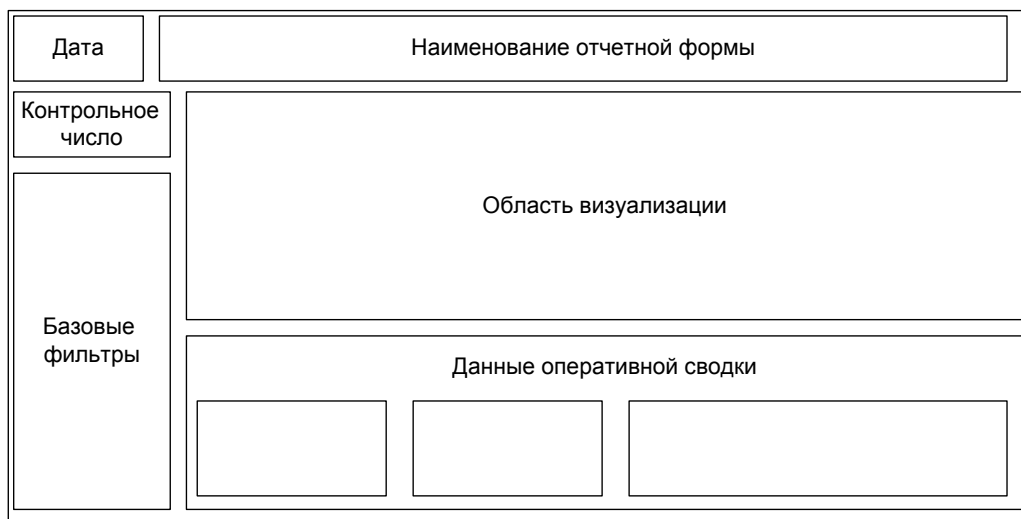 Дата
Наименование отчетной формы
Контрольное
число
Область визуализации
Базовые
фильтры
Данные оперативной сводки